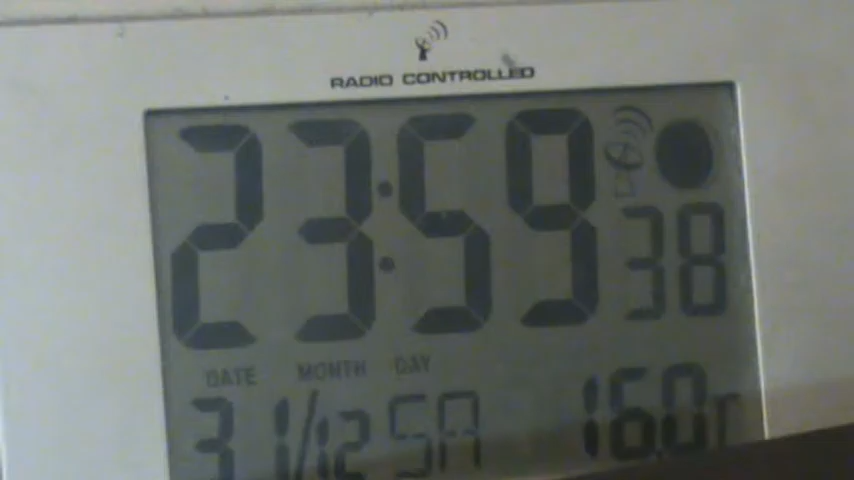 RADIO CONTROLLED
23:59 38
DATE MONTH DAY
31/12 SA 16.0°C